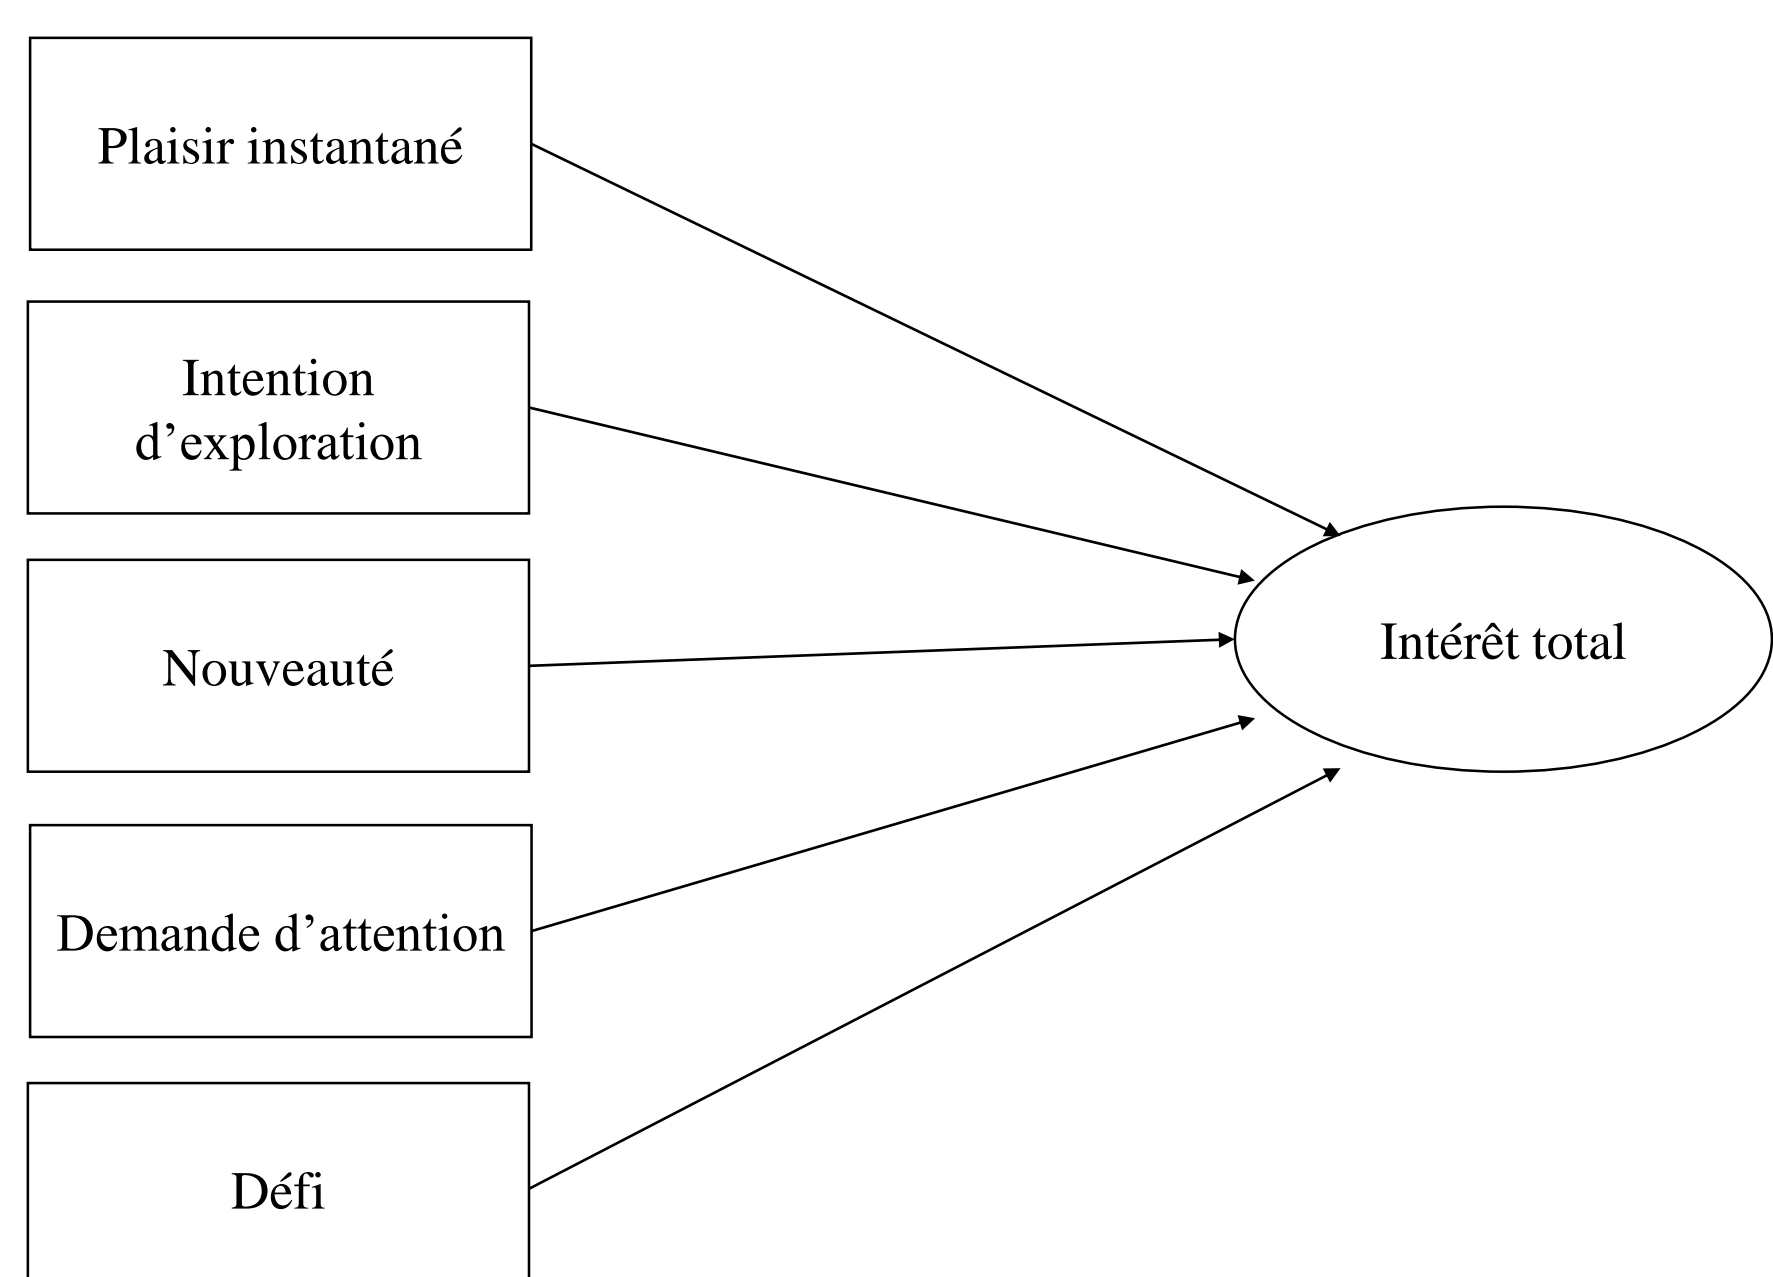 Plaisir instantané
Intention
d’exploration
Nouveauté
Intérêt total
Demande d’attention
Défi